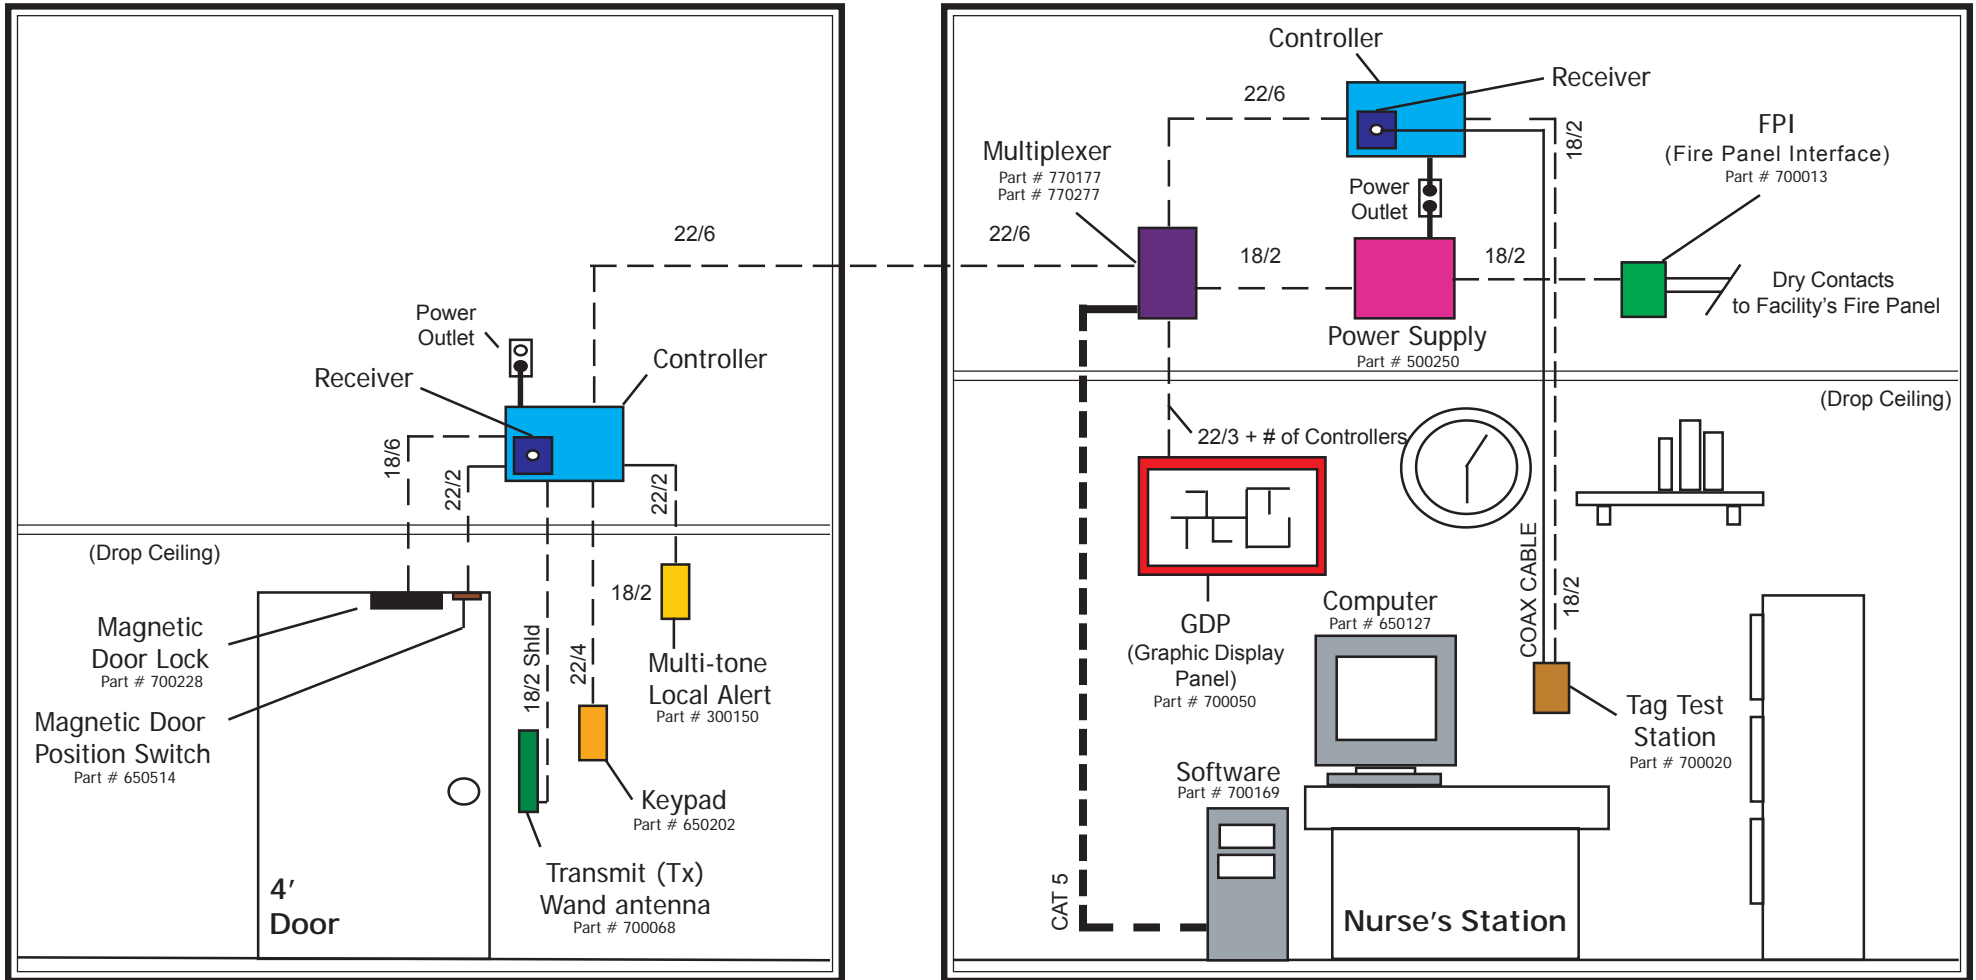 22/6
Power
Outlet
Receiver
Controller
18/6
22/2
22/2
(Drop Ceiling)
18/2
Magnetic
Door Lock
Part # 700228
Magnetic Door
Position Switch
Part # 650514
18/2 Shld
22/4
Multi-tone
Local Alert
Part # 300150
Keypad
Part # 650202
Transmit (Tx)
Wand antenna
Part # 700068
4'
Door
Controller
Receiver
22/6
18/2
FPI
(Fire Panel Interface)
Part # 700013
Multiplexer
Part # 770177
Part # 770277
Power
Outlet
22/6
18/2
18/2
Dry Contacts
to Facility's Fire Panel
Power Supply
Part # 500250
(Drop Ceiling)
22/3 + # of Controllers
COAX CABLE
18/2
GDP
(Graphic Display
Panel)
Part # 700050
Computer
Part # 650127
Tag Test
Station
Part # 700020
Software
Part # 700169
CAT 5
Nurse's Station